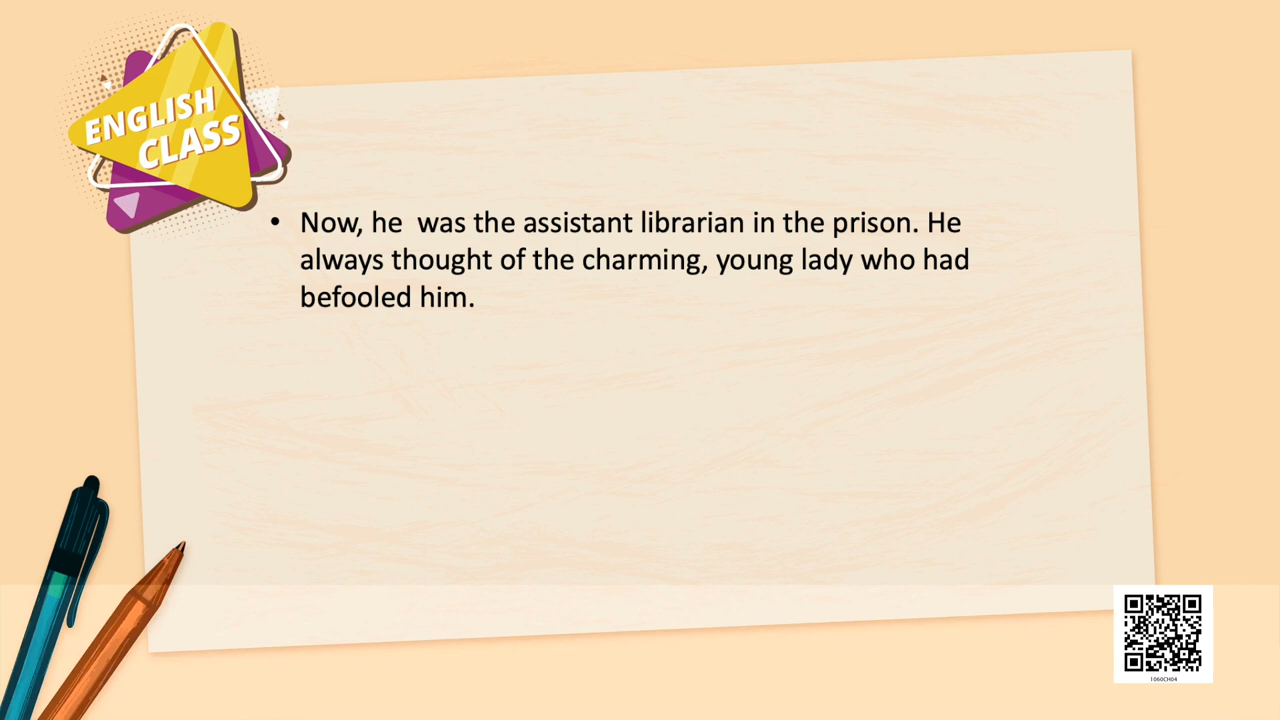 ENGLISH
CLASS
• Now, he was the assistant librarian in the prison. He
always thought of the charming, young lady who had
befooled him.
1060CH04